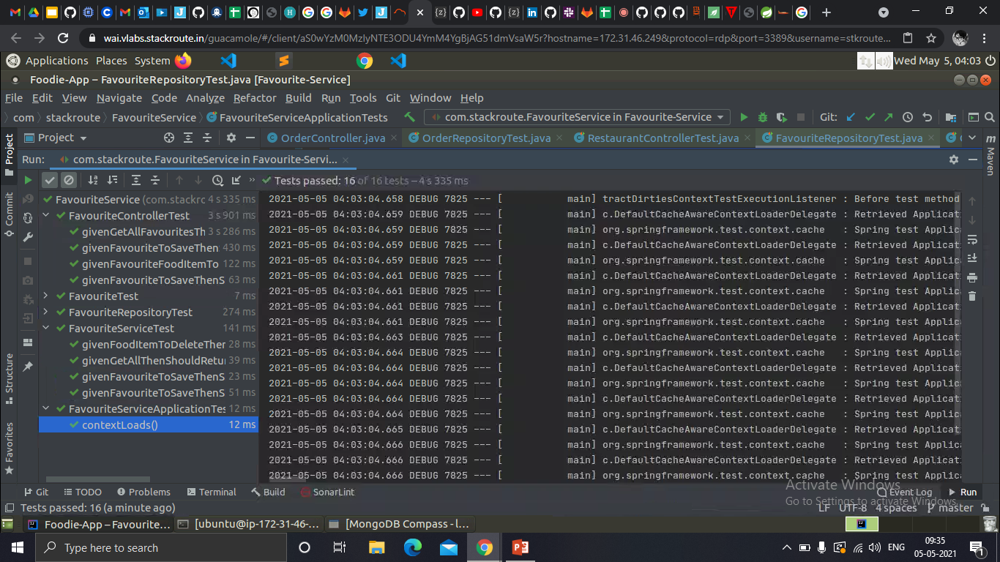 wai.vlabs.stackroute.in/guacamole/#/client/aS0wYzM0MzIyNTE3ODU4YmM4YgBjAG51dmVsaW5r?hostname=172.31.46.249&protocol=rdp&port=3389&username=stkroute...
Applications Places System Wed May 5, 04:03
Foodie-App – FavouriteRepositoryTest.java [Favourite-Service]
File Edit View Navigate Code Analyze Refactor Build Run Tools Git Window Help
com stackroute FavouriteService FavouriteServiceApplicationTests com.stackroute.FavouriteService in Favourite-Service Git:
Project Project OrderController.java OrderRepositoryTest.java RestaurantControllerTest.java FavouriteRepositoryTest.java Maven
Run: com.stackroute.FavouriteService in Favourite-Servi...
Tests passed: 16 of 16 tests – 4 s 335 ms
FavouriteService (com.stackrc 4 s 335 ms
FavouriteControllerTest 3 s 901 ms
givenGetAllFavouritesTh 3 s 286 ms
givenFavouriteToSaveThen 430 ms
givenFavouriteFoodItemTo 122 ms
givenFavouriteToSaveThenS 63 ms
FavouriteTest 7 ms
FavouriteRepositoryTest 274 ms
FavouriteServiceTest 141 ms
givenFoodItemToDeleteTher 28 ms
givenGetAllThenShouldRetu 39 ms
givenFavouriteToSaveThenS 23 ms
givenFavouriteToSaveThenS 51 ms
FavouriteServiceApplicationTes 12 ms
contextLoads() 12 ms
2021-05-05 04:03:04.658 DEBUG 7825 --- [ main] tractDirtiesContextTestExecutionListener : Before test method
2021-05-05 04:03:04.659 DEBUG 7825 --- [ main] c.DefaultCacheAwareContextLoaderDelegate : Retrieved Applicat
2021-05-05 04:03:04.659 DEBUG 7825 --- [ main] org.springframework.test.context.cache : Spring test Applic
2021-05-05 04:03:04.659 DEBUG 7825 --- [ main] c.DefaultCacheAwareContextLoaderDelegate : Retrieved Applicat
2021-05-05 04:03:04.659 DEBUG 7825 --- [ main] org.springframework.test.context.cache : Spring test Applic
2021-05-05 04:03:04.661 DEBUG 7825 --- [ main] c.DefaultCacheAwareContextLoaderDelegate : Retrieved Applicat
2021-05-05 04:03:04.661 DEBUG 7825 --- [ main] org.springframework.test.context.cache : Spring test Applic
2021-05-05 04:03:04.661 DEBUG 7825 --- [ main] c.DefaultCacheAwareContextLoaderDelegate : Retrieved Applicat
2021-05-05 04:03:04.661 DEBUG 7825 --- [ main] org.springframework.test.context.cache : Spring test Applic
2021-05-05 04:03:04.663 DEBUG 7825 --- [ main] c.DefaultCacheAwareContextLoaderDelegate : Retrieved Applicat
2021-05-05 04:03:04.664 DEBUG 7825 --- [ main] org.springframework.test.context.cache : Spring test Applic
2021-05-05 04:03:04.664 DEBUG 7825 --- [ main] c.DefaultCacheAwareContextLoaderDelegate : Retrieved Applicat
2021-05-05 04:03:04.664 DEBUG 7825 --- [ main] org.springframework.test.context.cache : Spring test Applic
2021-05-05 04:03:04.664 DEBUG 7825 --- [ main] c.DefaultCacheAwareContextLoaderDelegate : Retrieved Applicat
2021-05-05 04:03:04.664 DEBUG 7825 --- [ main] org.springframework.test.context.cache : Spring test Applic
2021-05-05 04:03:04.665 DEBUG 7825 --- [ main] c.DefaultCacheAwareContextLoaderDelegate : Retrieved Applicat
2021-05-05 04:03:04.666 DEBUG 7825 --- [ main] org.springframework.test.context.cache : Spring test Applic
2021-05-05 04:03:04.666 DEBUG 7825 --- [ main] c.DefaultCacheAwareContextLoaderDelegate : Retrieved Applicat
2021-05-05 04:03:04.666 DEBUG 7825 --- [ main] org.springframework.test.context.cache : Spring test Applic
Commit
Structure
Favorites
Activate Windows
Go to Settings to activate Windows.
Git TODO Problems Terminal Build SonarLint Event Log Run
Tests passed: 16 (a minute ago) LF UTF-8 4 spaces master
Foodie-App – Favourite... [ubuntu@ip-172-31-46-... [MongoDB Compass - l...
Type here to search ENG 09:35
05-05-2021
1